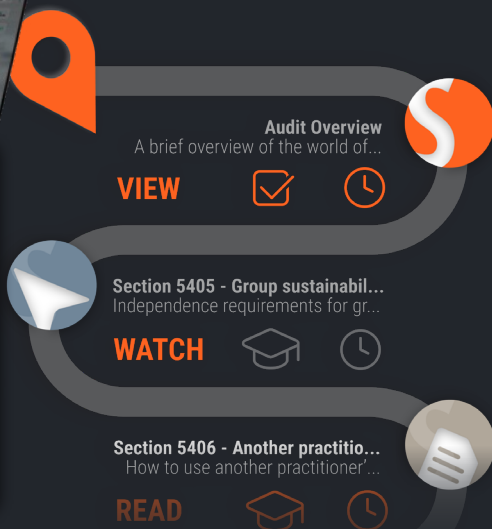 Audit Overview
A brief overview of the world of...
VIEW
Section 5405 - Group sustainabil...
Independence requirements for gr...
WATCH
Section 5406 - Another practitio...
How to use another practitioner'...
READ